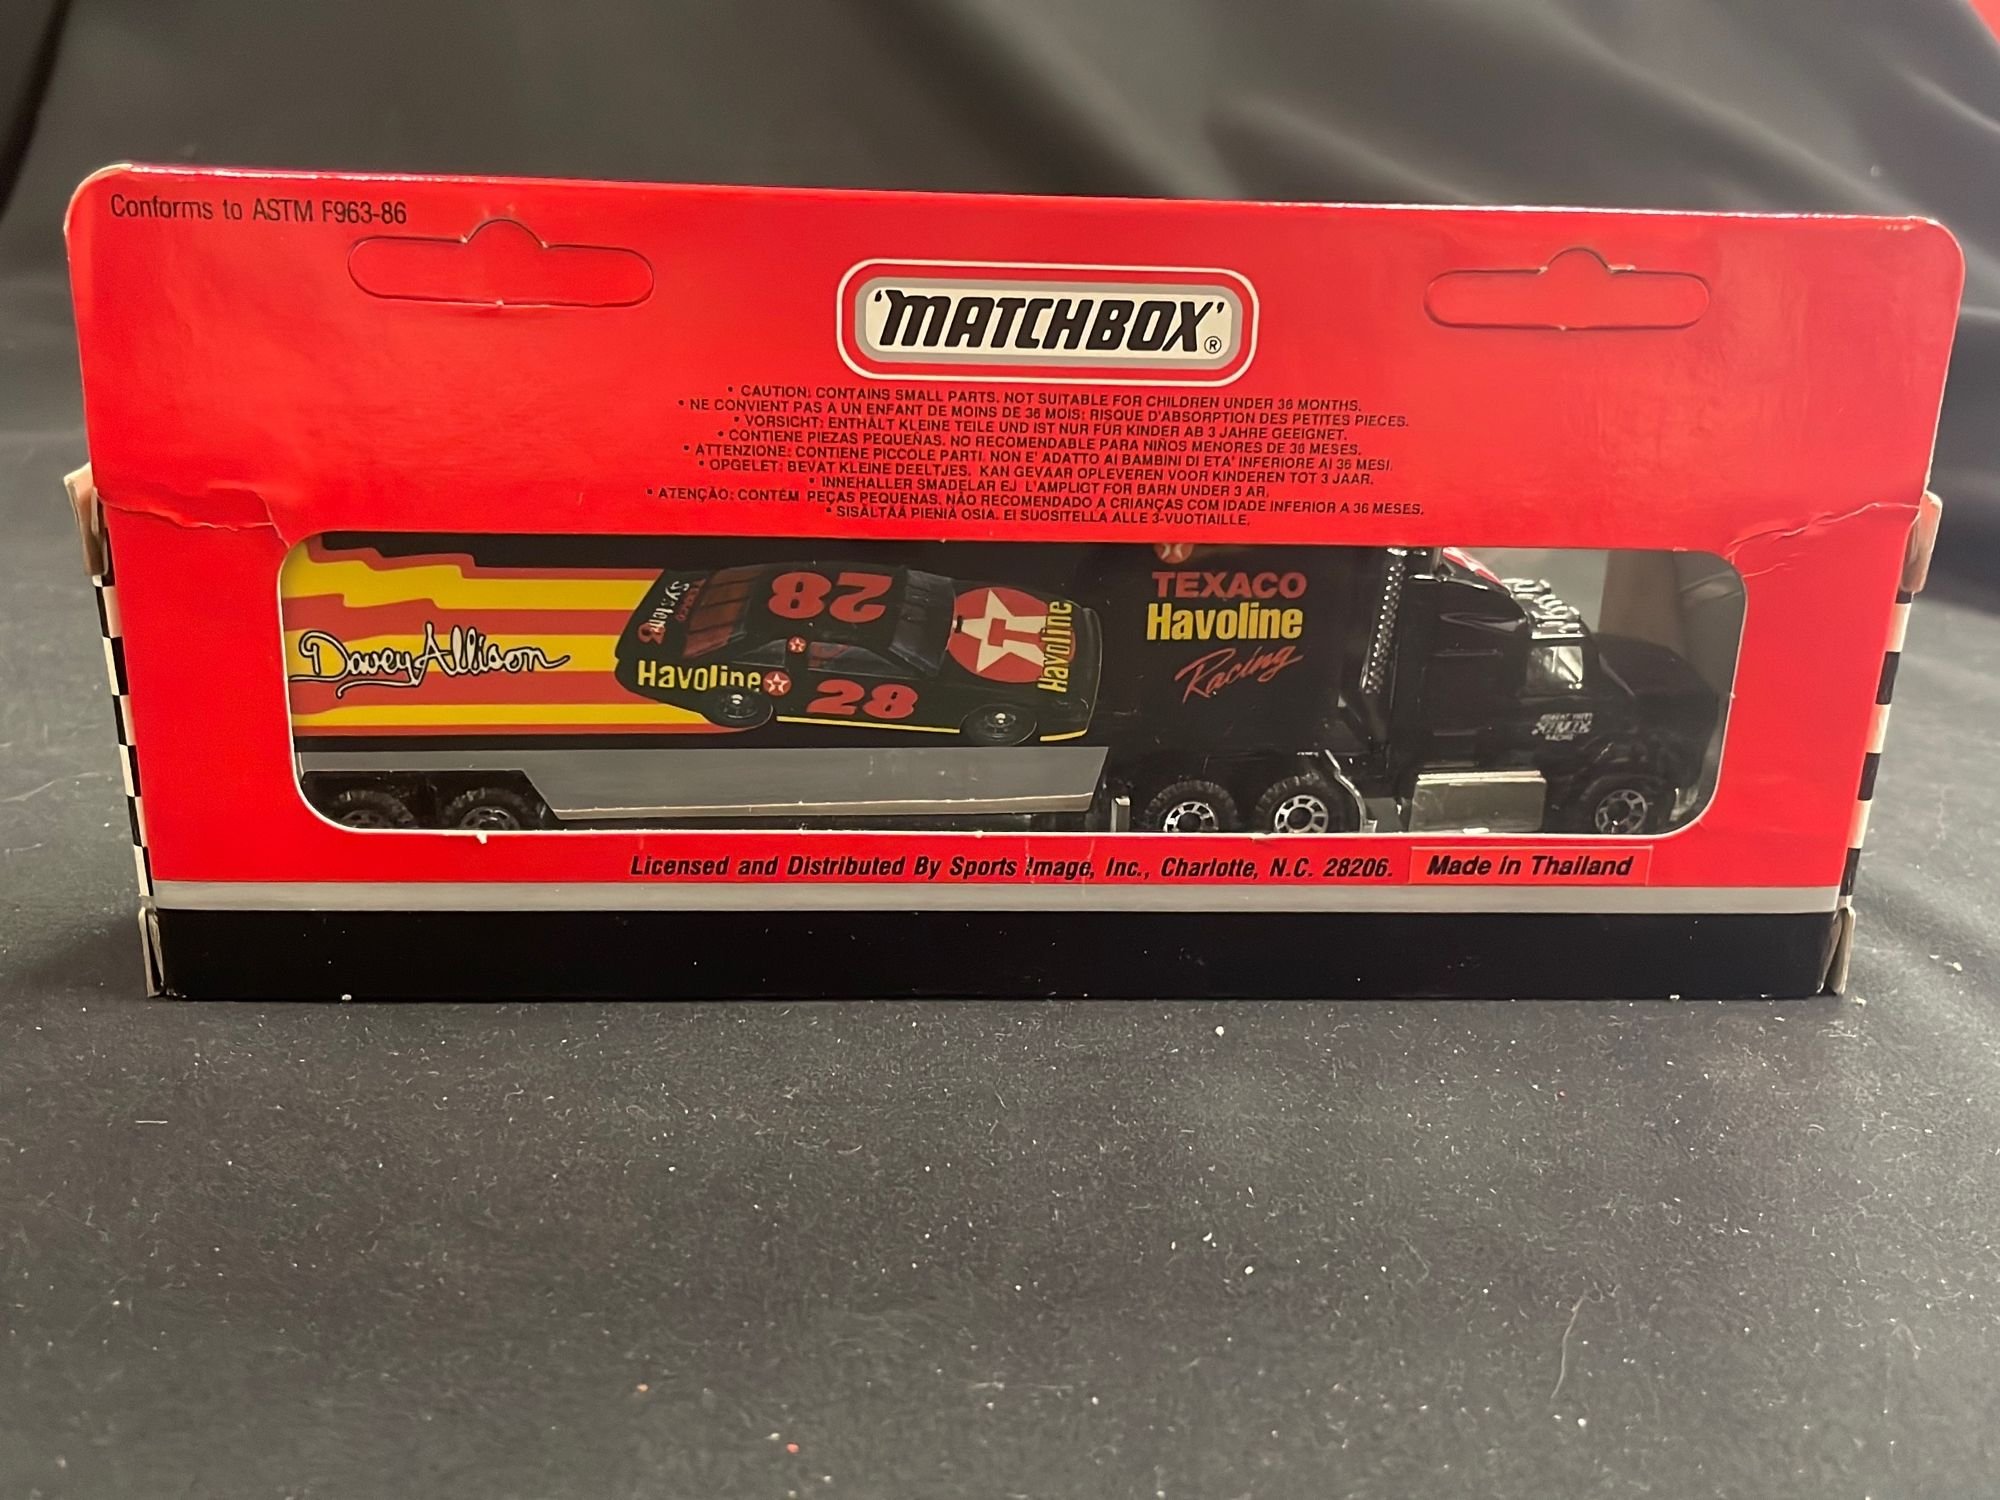 Conforms to ASTM F963-86
'MATCHBOX'®
• CAUTION: CONTAINS SMALL PARTS. NOT SUITABLE FOR CHILDREN UNDER 36 MONTHS.
• NE CONVIENT PAS A UN ENFANT DE MOINS DE 36 MOIS: RISQUE D'ABSORPTION DES PETITES PIECES.
• VORSICHT: ENTHÄLT KLEINE TEILE UND IST NUR FÜR KINDER AB 3 JAHRE GEEIGNET.
• CONTIENE PIEZAS PEQUEÑAS. NO RECOMENDABLE PARA NIÑOS MENORES DE 36 MESES.
• ATTENZIONE: CONTIENE PICCOLE PARTI. NON E' ADATTO AI BAMBINI DI ETA' INFERIORE AI 36 MESI.
• OPGELET: BEVAT KLEINE DEELTJES. KAN GEVAAR OPLEVEREN VOOR KINDEREN TOT 3 JAAR.
• INNEHALLER SMADELAR EJ L'AMPLIGT FOR BARN UNDER 3 AR.
• ATENÇÃO: CONTÉM PEÇAS PEQUENAS. NÃO RECOMENDADO A CRIANÇAS COM IDADE INFERIOR A 36 MESES.
• SISÄLTÄÄ PIENIÄ OSIA. EI SUOSITELLA ALLE 3-VUOTIAILLE.
Davey Allison
28
Havoline
28
T
Havoline
TEXACO
Havoline
Racing
RACING
Licensed and Distributed By Sports Image, Inc., Charlotte, N.C. 28206. Made in Thailand